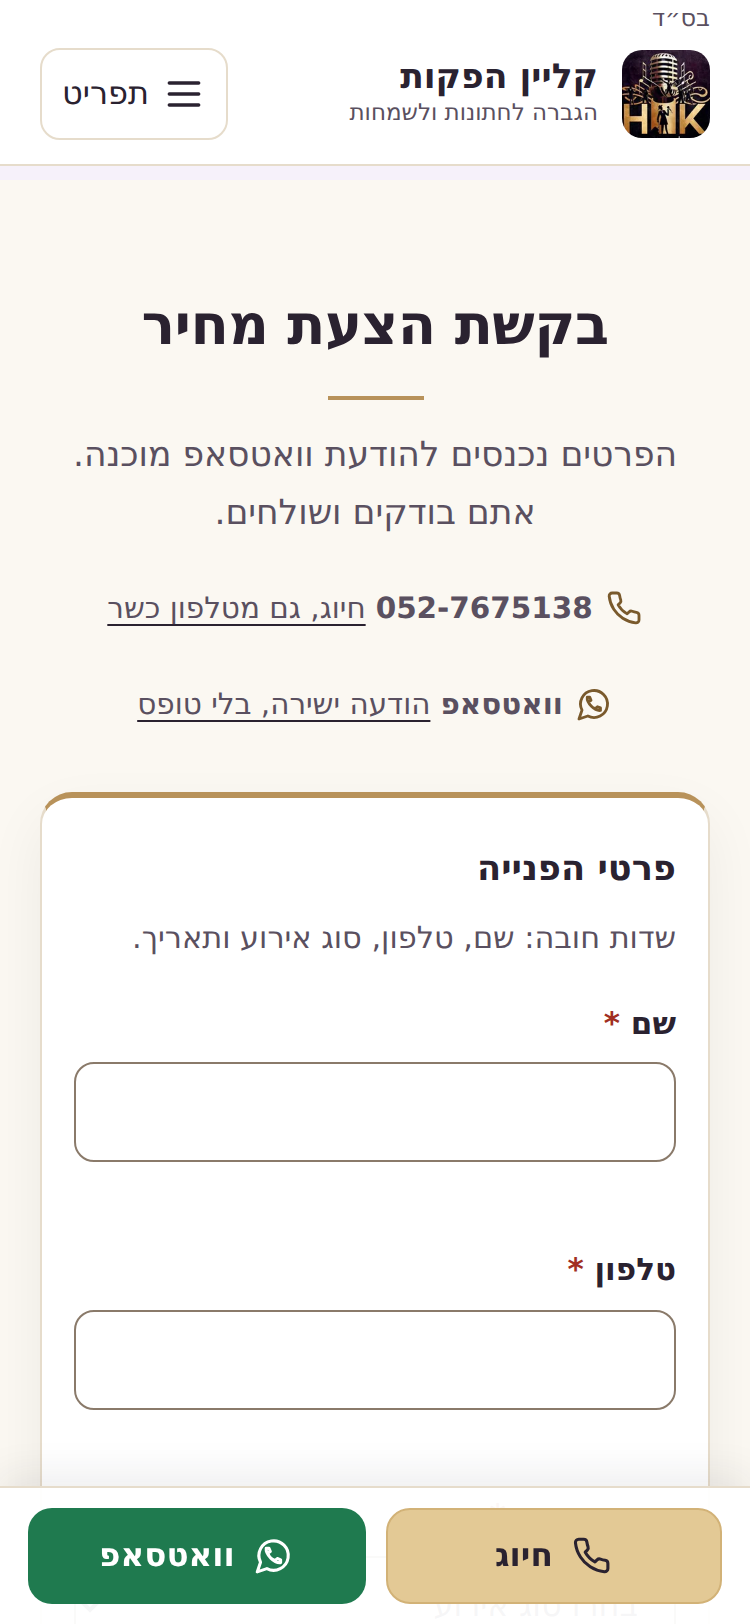 בס״ד
קליין הפקות
הגברה לחתונות ולשמחות
תפריט
HK
בקשת הצעת מחיר
הפרטים נכנסים להודעת וואטסאפ מוכנה.
אתם בודקים ושולחים.
052-7675138 חיוג, גם מטלפון כשר
וואטסאפ הודעה ישירה, בלי טופס
פרטי הפנייה
שדות חובה: שם, טלפון, סוג אירוע ותאריך.
שם *
טלפון *
חיוג
וואטסאפ